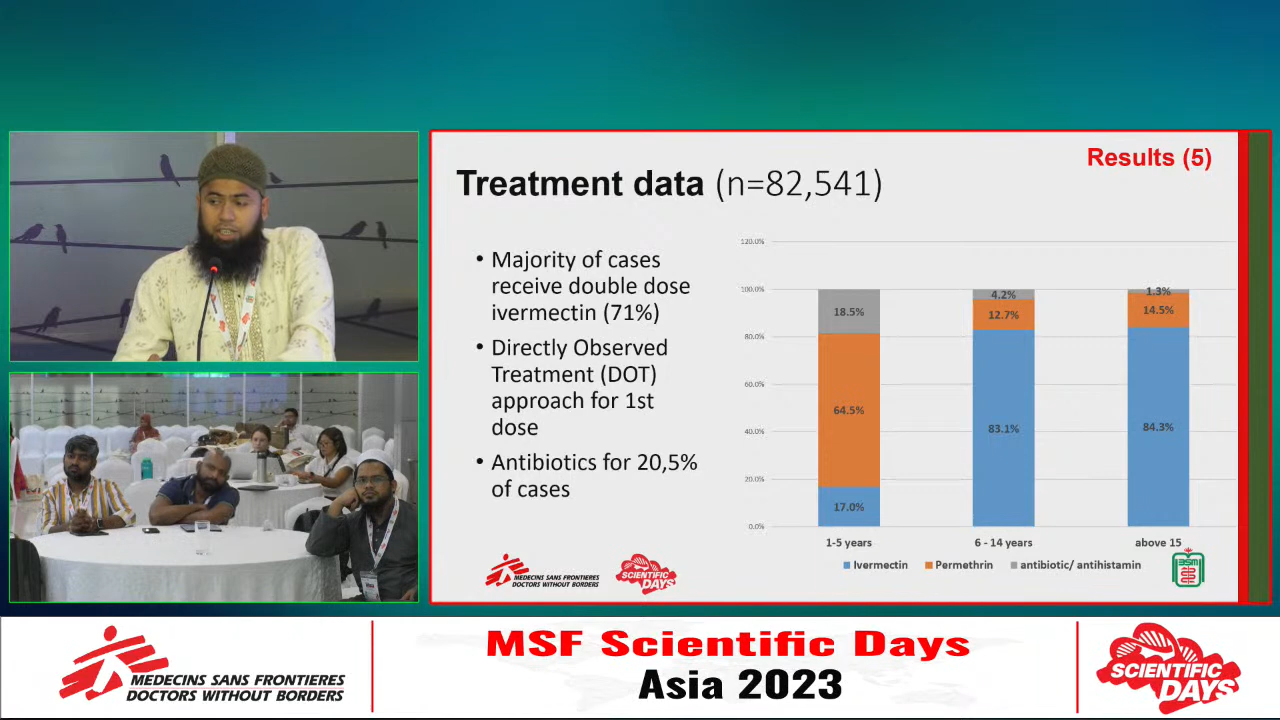 Results (5)
Treatment data (n=82,541)
• Majority of cases
receive double dose
ivermectin (71%)
• Directly Observed
Treatment (DOT)
approach for 1st
dose
• Antibiotics for 20,5%
of cases
120.0%
100.0%
80.0%
60.0%
40.0%
20.0%
0.0%
18.5%
64.5%
17.0%
4.2%
12.7%
83.1%
1.3%
14.5%
84.3%
1-5 years
6 - 14 years
above 15
Ivermectin
Permethrin
antibiotic/ antihistamin
MEDECINS SANS FRONTIERES
DOCTORS WITHOUT BORDERS
SCIENTIFIC
DAYS
MEDECINS SANS FRONTIERES
DOCTORS WITHOUT BORDERS
MSF Scientific Days
Asia 2023
SCIENTIFIC
DAYS